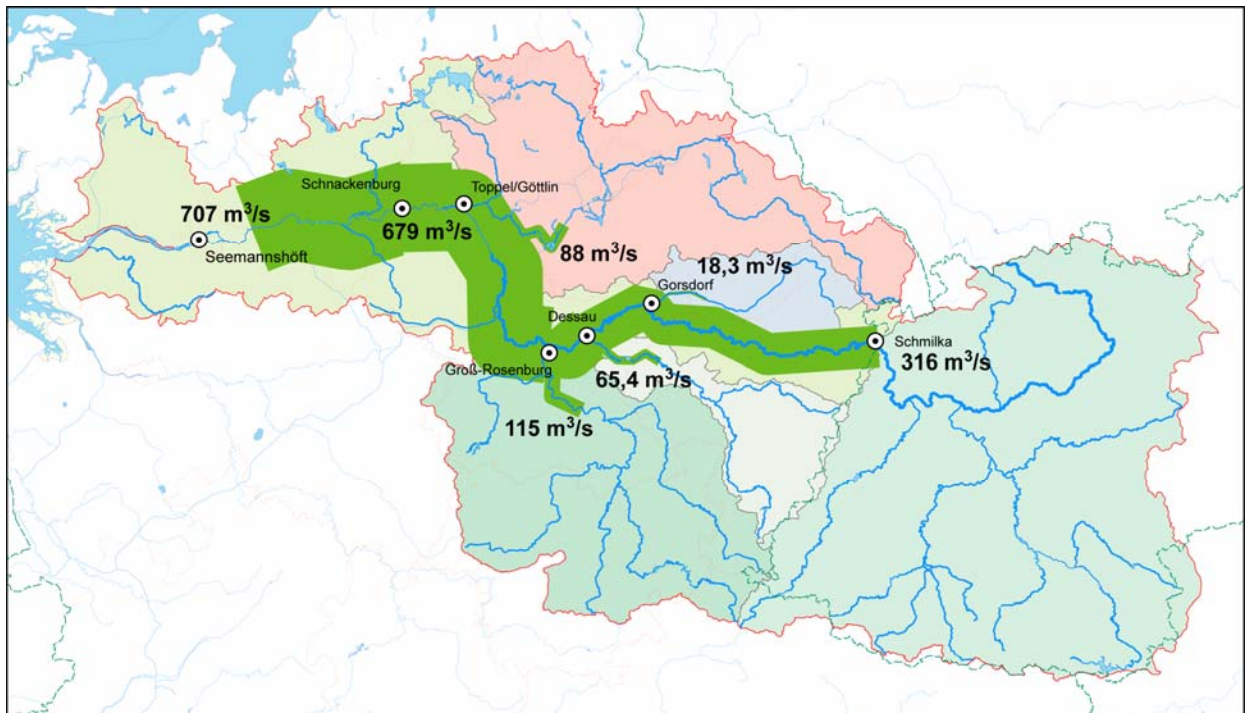 Schnackenburg
Toppel/Göttlin
707 m³/s
679 m³/s
Seemannshöft
88 m³/s
18,3 m³/s
Gorsdorf
Dessau
Schmilka
Groß-Rosenburg
316 m³/s
65,4 m³/s
115 m³/s